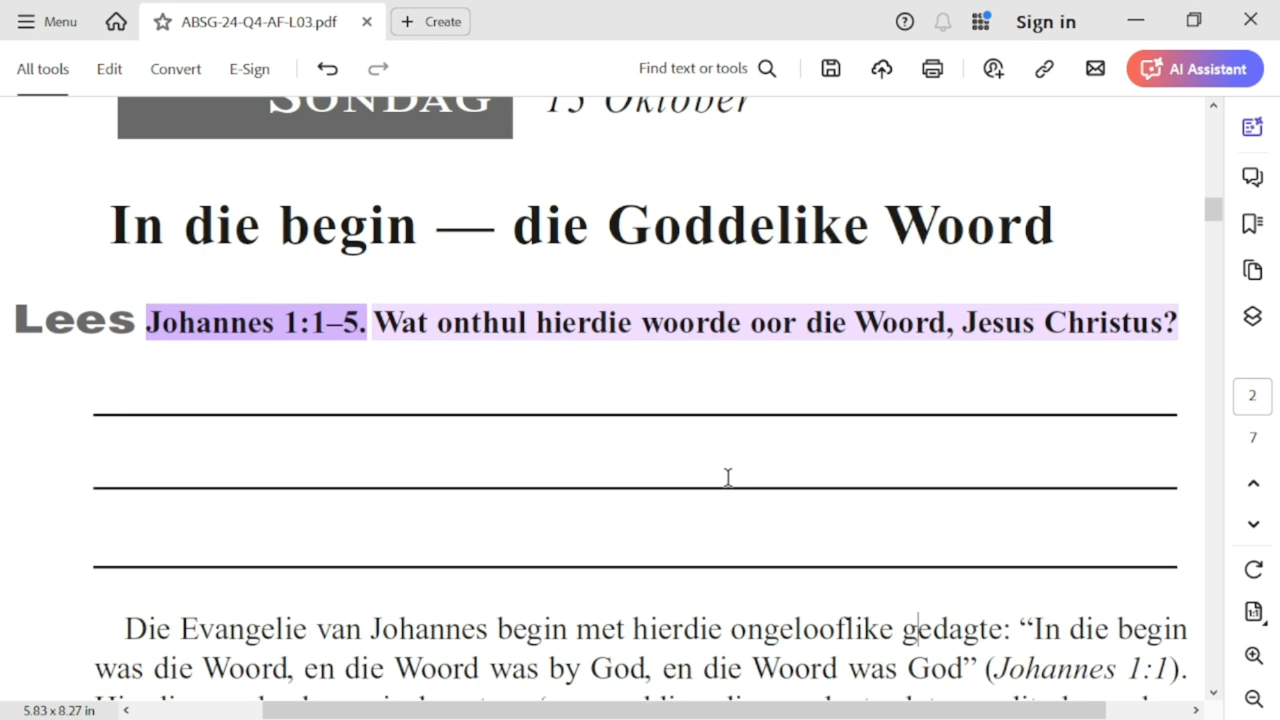 Menu ABSG-24-Q4-AF-L03.pdf Create Sign in
All tools Edit Convert E-Sign Find text or tools AI Assistant
SONDAG 13 Oktober
In die begin — die Goddelike Woord
Lees Johannes 1:1–5. Wat onthul hierdie woorde oor die Woord, Jesus Christus?
2
7
Die Evangelie van Johannes begin met hierdie ongelooflike gedagte: “In die begin
was die Woord, en die Woord was by God, en die Woord was God” (Johannes 1:1).
5.83 x 8.27 in